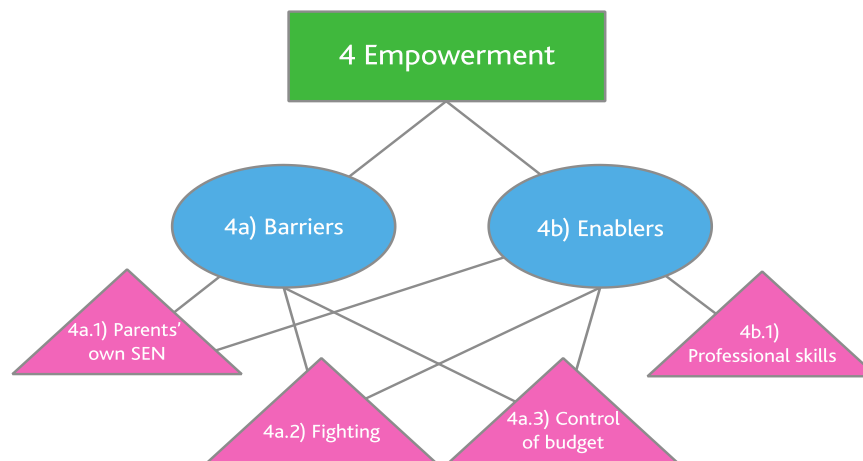 4 Empowerment
4a) Barriers
4b) Enablers
4a.1) Parents’
own SEN
4b.1)
Professional skills
4a.2) Fighting
4a.3) Control
of budget